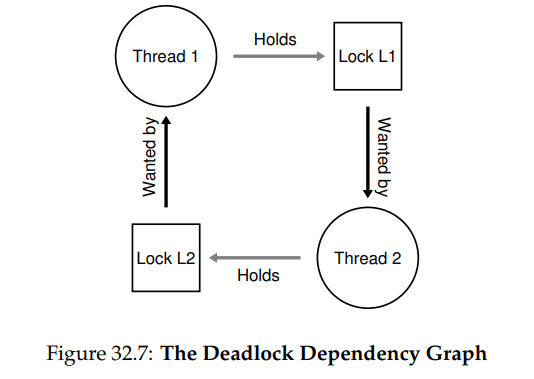 Holds
Thread 1
Lock L1
Wanted by
Wanted by
Lock L2
Thread 2
Holds
Figure 32.7: The Deadlock Dependency Graph